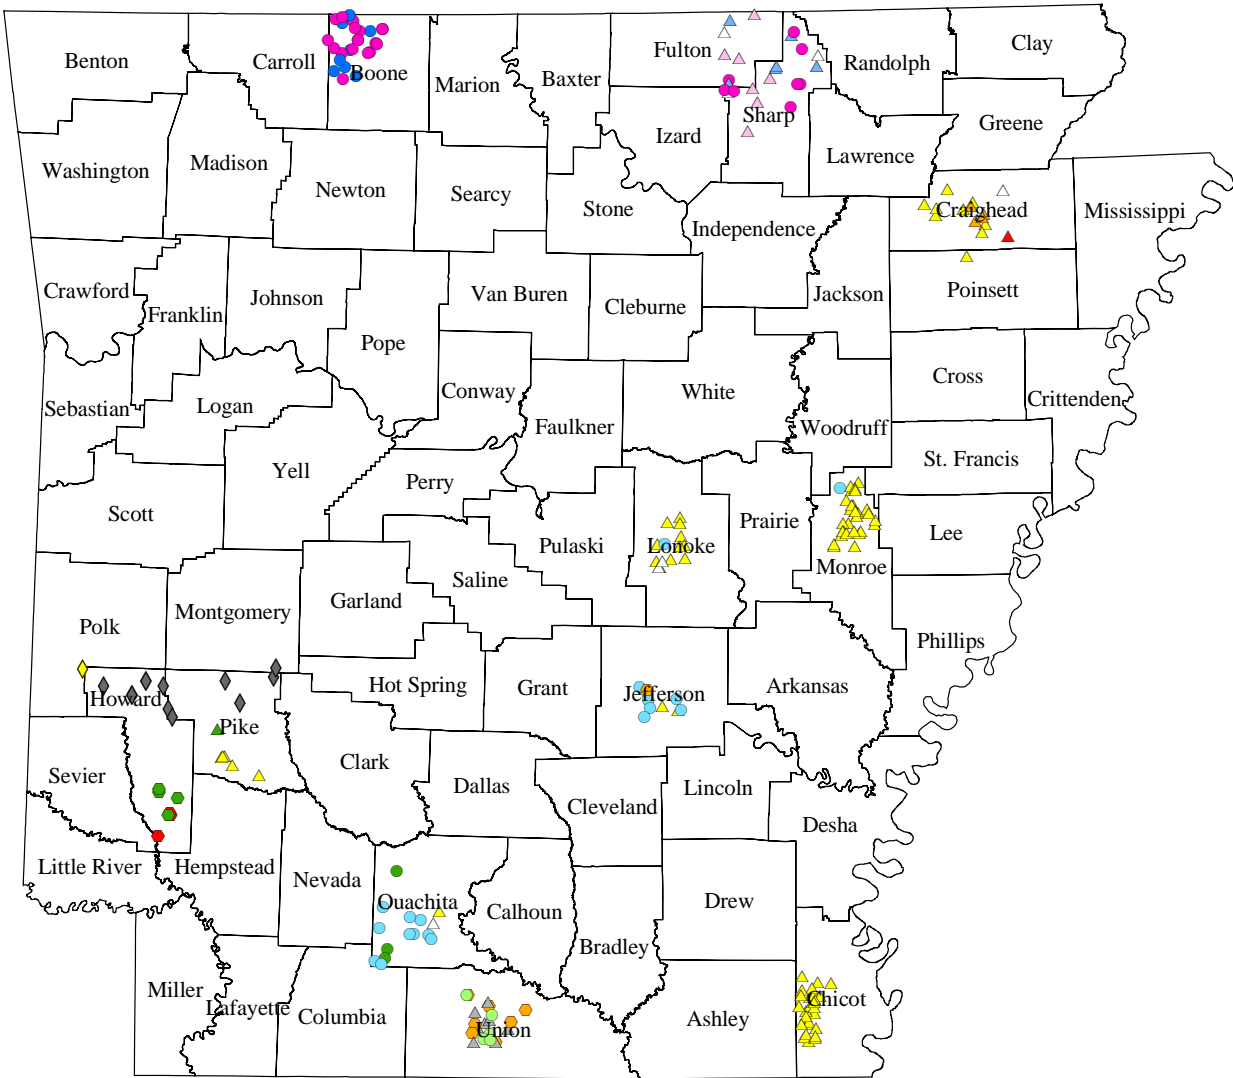 Benton
Carroll
Boone
Marion
Baxter
Fulton
Randolph
Clay
Izard
Sharp
Greene
Washington
Madison
Newton
Searcy
Stone
Lawrence
Independence
Craighead
Mississippi
Crawford
Franklin
Johnson
Pope
Van Buren
Cleburne
Jackson
Poinsett
Sebastian
Logan
Conway
Faulkner
White
Woodruff
Cross
Crittenden
Scott
Yell
Perry
Pulaski
Lonoke
Prairie
Monroe
St. Francis
Lee
Polk
Montgomery
Garland
Saline
Phillips
Howard
Pike
Hot Spring
Grant
Jefferson
Arkansas
Sevier
Clark
Dallas
Cleveland
Lincoln
Desha
Little River
Hempstead
Nevada
Ouachita
Calhoun
Bradley
Drew
Miller
Lafayette
Columbia
Union
Ashley
Chicot